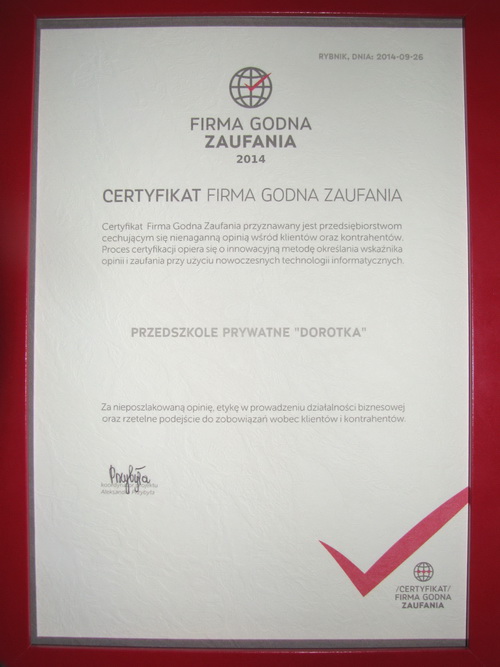 RYBNIK, DNIA: 2014-09-26
FIRMA GODNA
ZAUFANIA
2014
CERTYFIKAT FIRMA GODNA ZAUFANIA
Certyfikat Firma Godna Zaufania przyznawany jest przedsiębiorstwom
cechującym się nienaganną opinią wśród klientów oraz kontrahentów.
Proces certyfikacji opiera się o innowacyjną metodę określania wskaźnika
opinii i zaufania przy użyciu nowoczesnych technologii informatycznych.
PRZEDSZKOLE PRYWATNE "DOROTKA"
Za nieposzlakowaną opinię, etykę w prowadzeniu działalności biznesowej
oraz rzetelne podejście do zobowiązań wobec klientów i kontrahentów.
Przybyła
/CERTYFIKAT/
FIRMA GODNA
ZAUFANIA